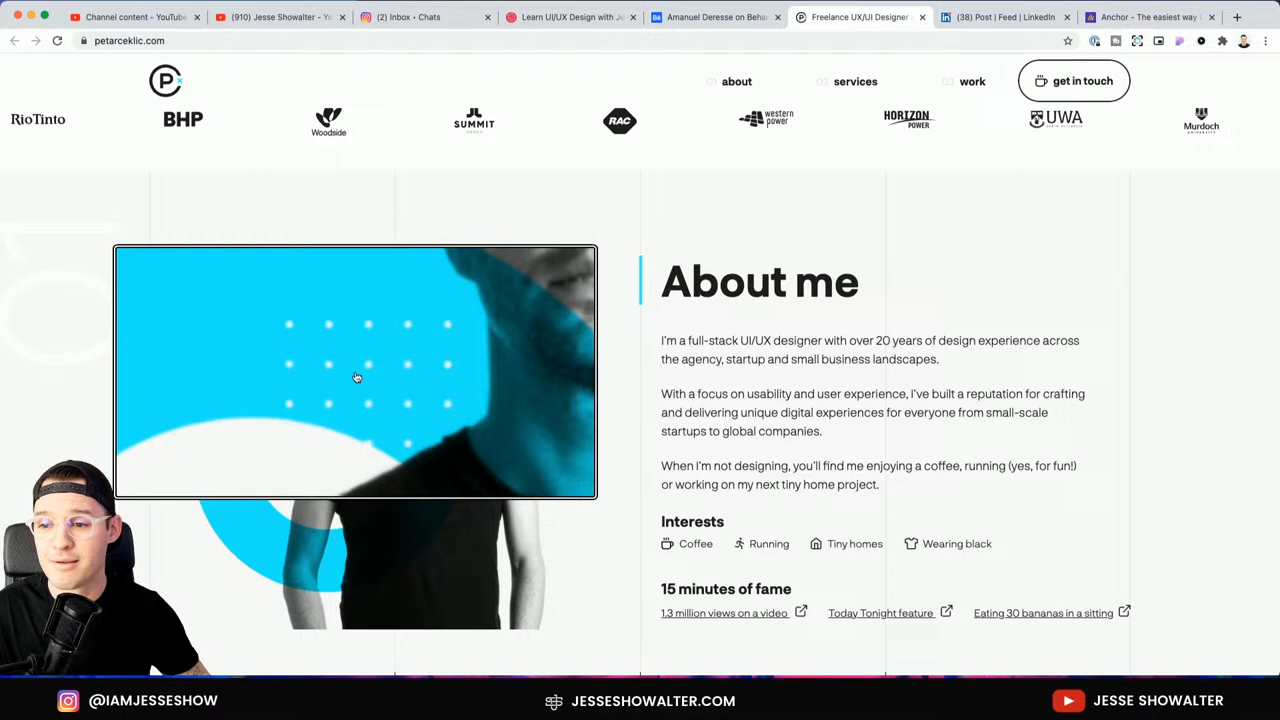 Channel content - YouTube
(910) Jesse Showalter - Yo
(2) Inbox • Chats
Learn UI/UX Design with Je
Amanuel Deresse on Behan
Freelance UX/UI Designer
(38) Post | Feed | LinkedIn
Anchor - The easiest way
petarceklic.com
P
01 about
02 services
03 work
get in touch
RioTinto
BHP
Woodside
SUMMIT
HOMES
RAC
western power
HORIZON POWER
UWA
Murdoch
UNIVERSITY
01
About me
I'm a full-stack UI/UX designer with over 20 years of design experience across
the agency, startup and small business landscapes.
With a focus on usability and user experience, I've built a reputation for crafting
and delivering unique digital experiences for everyone from small-scale
startups to global companies.
When I'm not designing, you'll find me enjoying a coffee, running (yes, for fun!)
or working on my next tiny home project.
Interests
Coffee Running Tiny homes Wearing black
15 minutes of fame
1.3 million views on a video Today Tonight feature Eating 30 bananas in a sitting
@IAMJESSESHOW
JESSESHOWALTER.COM
JESSE SHOWALTER